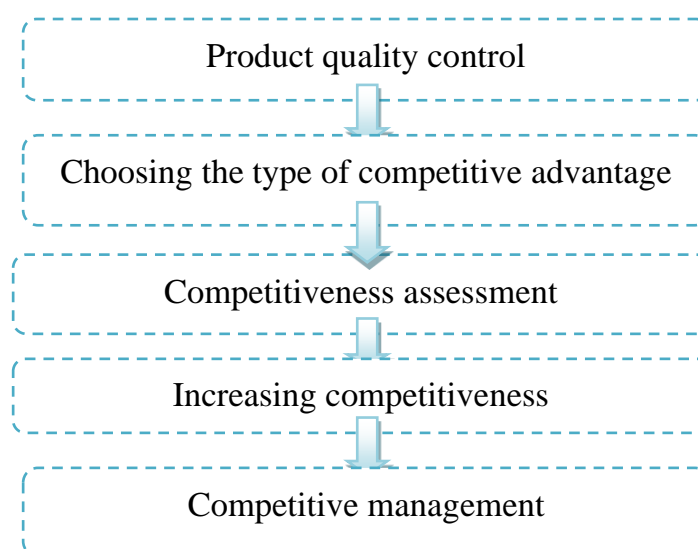 Product quality control
Choosing the type of competitive advantage
Competitiveness assessment
Increasing competitiveness
Competitive management